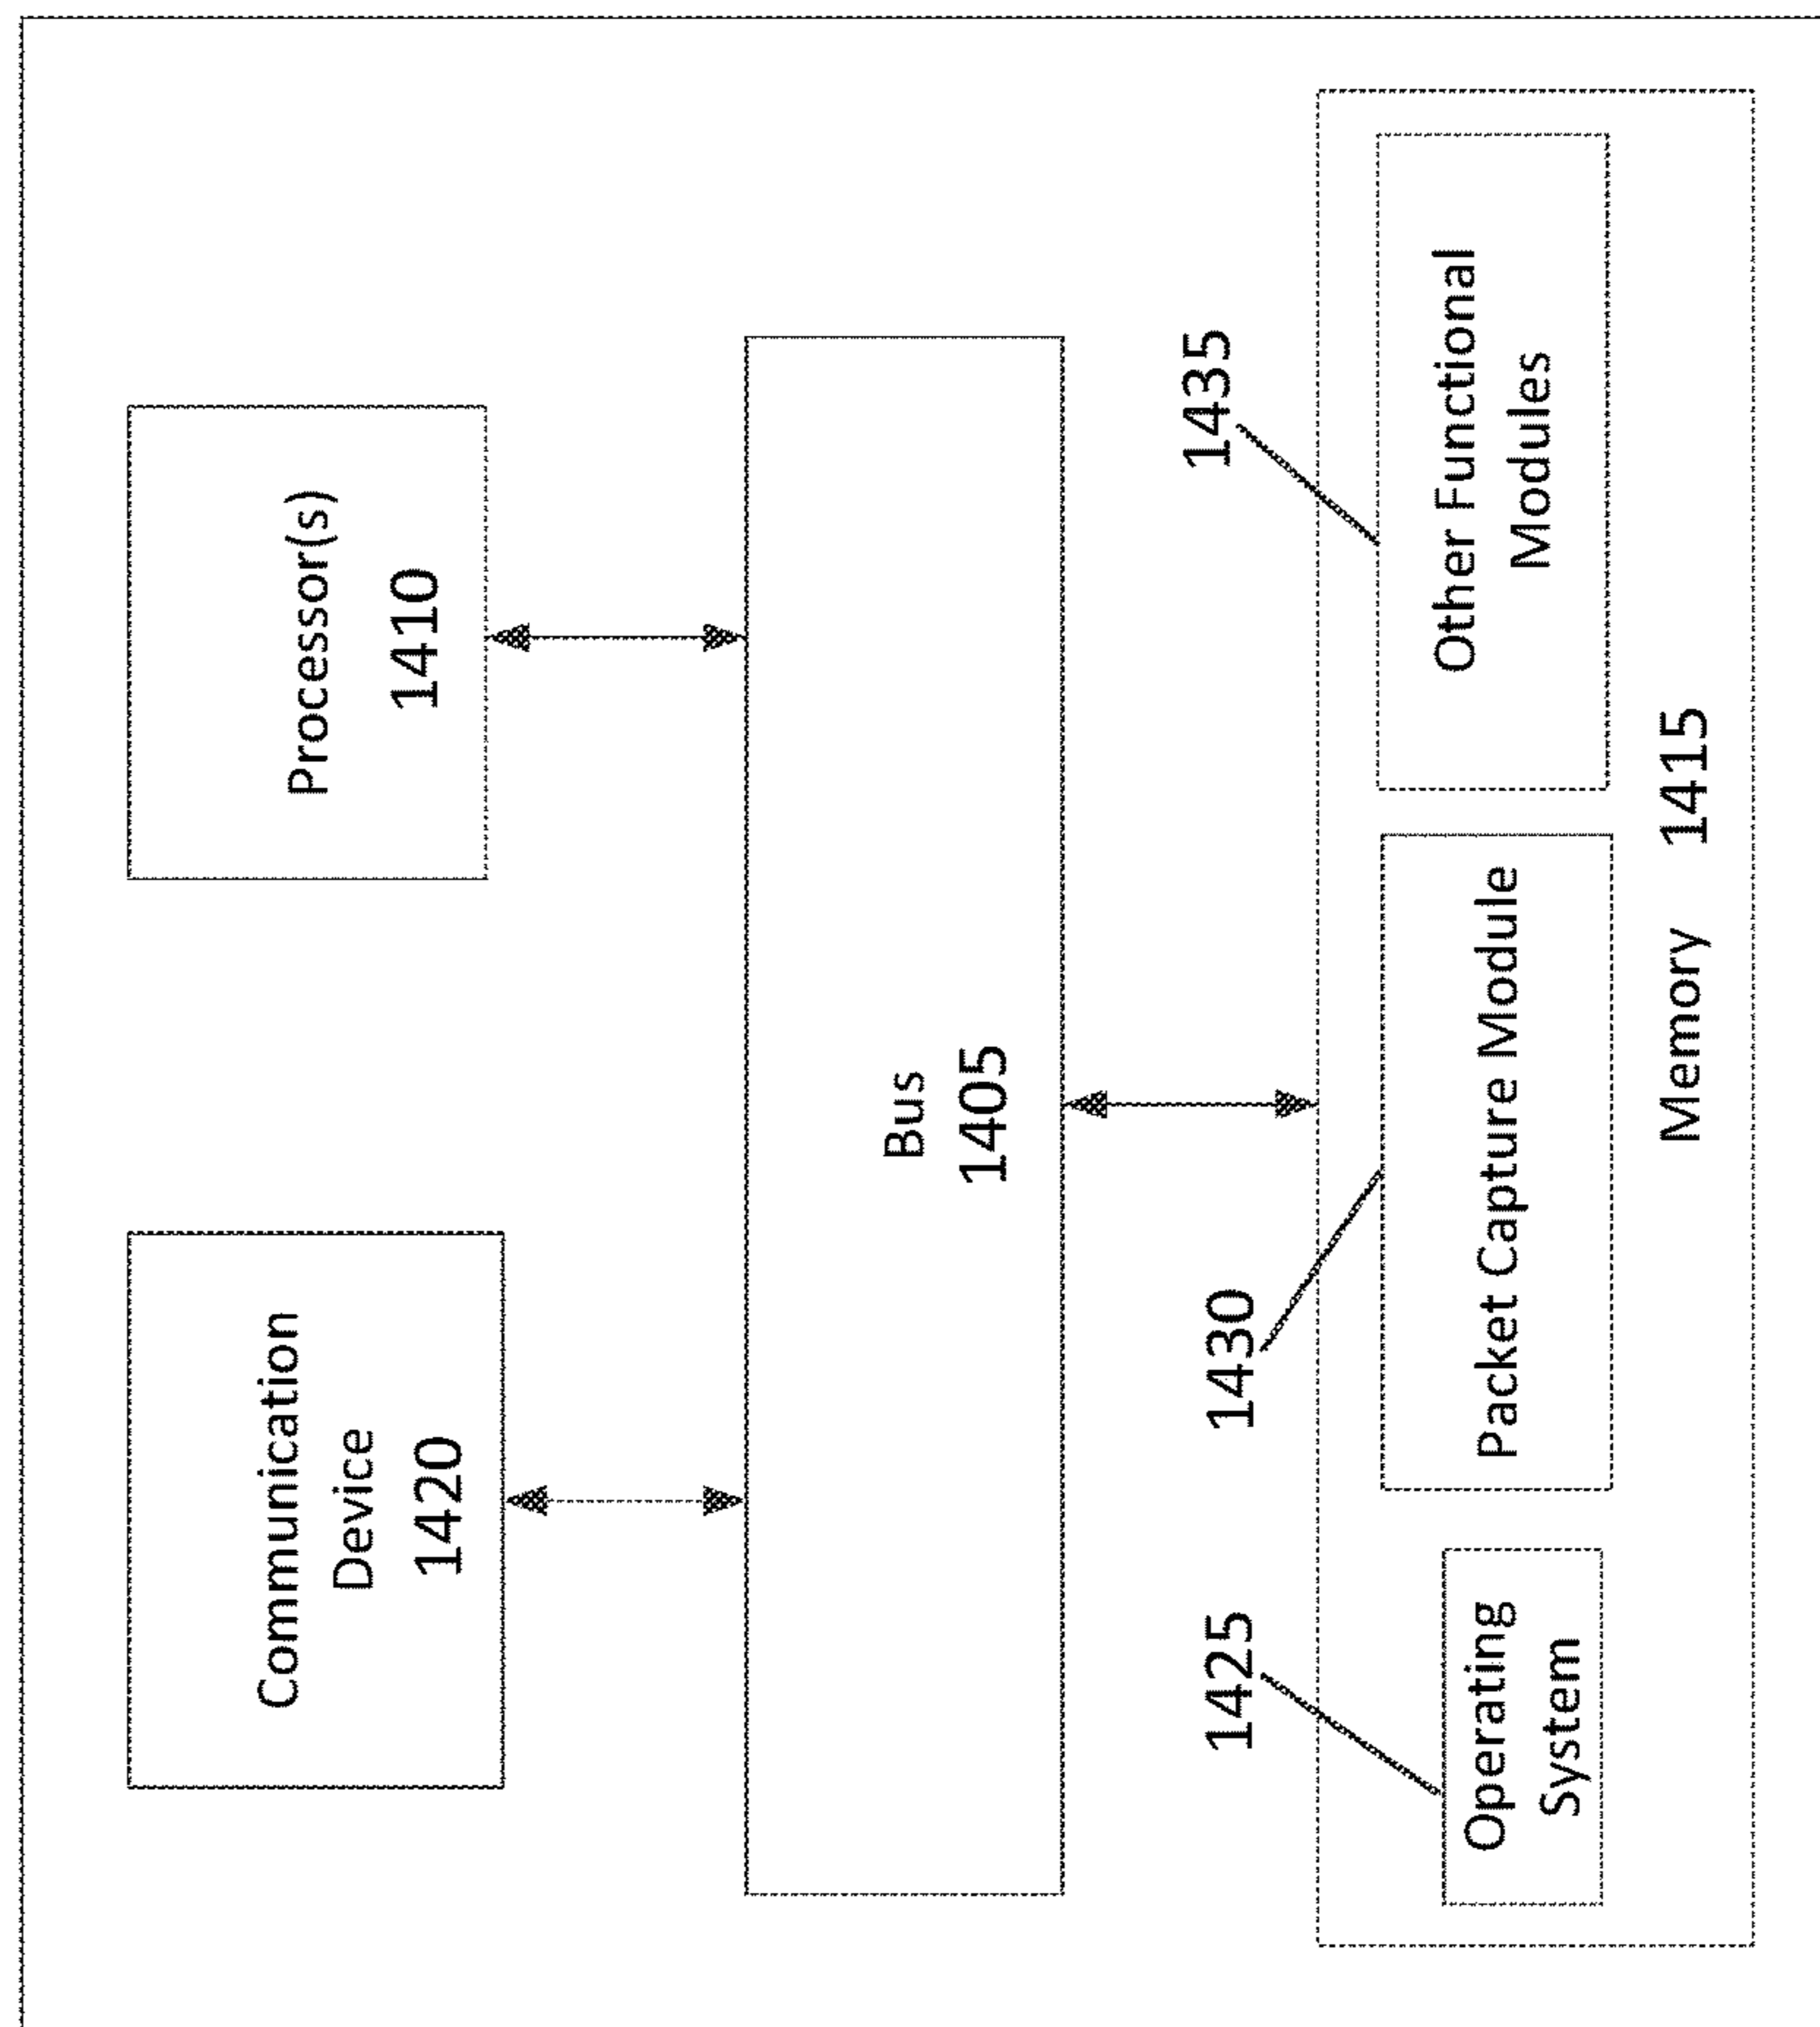 Communication
Device
1420
Processor(s)
1410
Bus
1405
1425
1430
1435
Operating
System
Packet Capture Module
Other Functional
Modules
Memory 1415